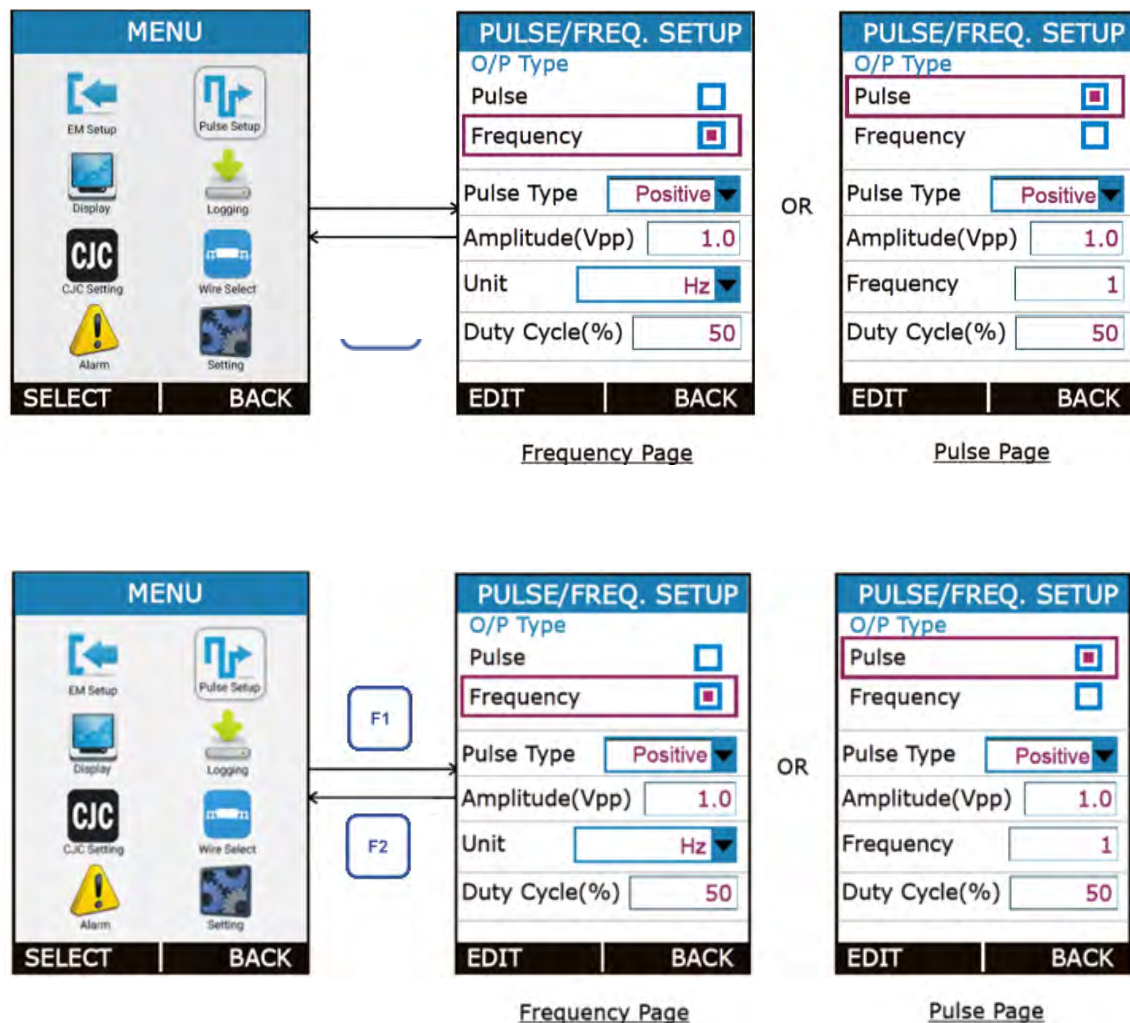 MENU
EM Setup
Pulse Setup
Display
Logging
CJC
CJC Setting
Wire Select
Alarm
Setting
SELECT BACK
PULSE/FREQ. SETUP
O/P Type
Pulse
Frequency
Pulse Type Positive
Amplitude(Vpp) 1.0
Unit Hz
Duty Cycle(%) 50
EDIT BACK
Frequency Page
OR
PULSE/FREQ. SETUP
O/P Type
Pulse
Frequency
Pulse Type Positive
Amplitude(Vpp) 1.0
Frequency 1
Duty Cycle(%) 50
EDIT BACK
Pulse Page
MENU
EM Setup
Pulse Setup
Display
Logging
CJC
CJC Setting
Wire Select
Alarm
Setting
SELECT BACK
F1
F2
PULSE/FREQ. SETUP
O/P Type
Pulse
Frequency
Pulse Type Positive
Amplitude(Vpp) 1.0
Unit Hz
Duty Cycle(%) 50
EDIT BACK
Frequency Page
OR
PULSE/FREQ. SETUP
O/P Type
Pulse
Frequency
Pulse Type Positive
Amplitude(Vpp) 1.0
Frequency 1
Duty Cycle(%) 50
EDIT BACK
Pulse Page